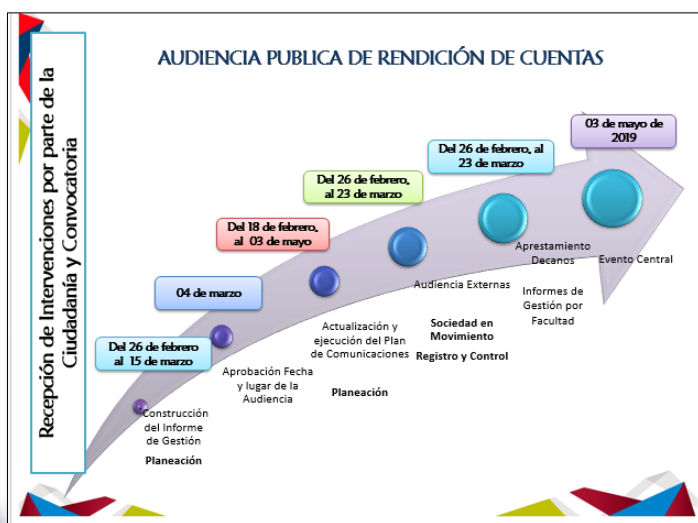 AUDIENCIA PUBLICA DE RENDICIÓN DE CUENTAS
Recepción de Intervenciones por parte de la
Ciudadanía y Convocatoria
Del 26 de febrero
al 15 de marzo
Construcción
del Informe
de Gestión
Planeación
04 de marzo
Aprobación Fecha
y lugar de la
Audiencia
Del 18 de febrero,
al 03 de mayo
Actualización y
ejecución del Plan
de Comunicaciones
Planeación
Del 26 de febrero,
al 23 de marzo
Audiencia Externas
Sociedad en
Movimiento
Registro y Control
Del 26 de febrero, al
23 de marzo
Aprestamiento
Decanos
Informes de
Gestión por
Facultad
03 de mayo de
2019
Evento Central